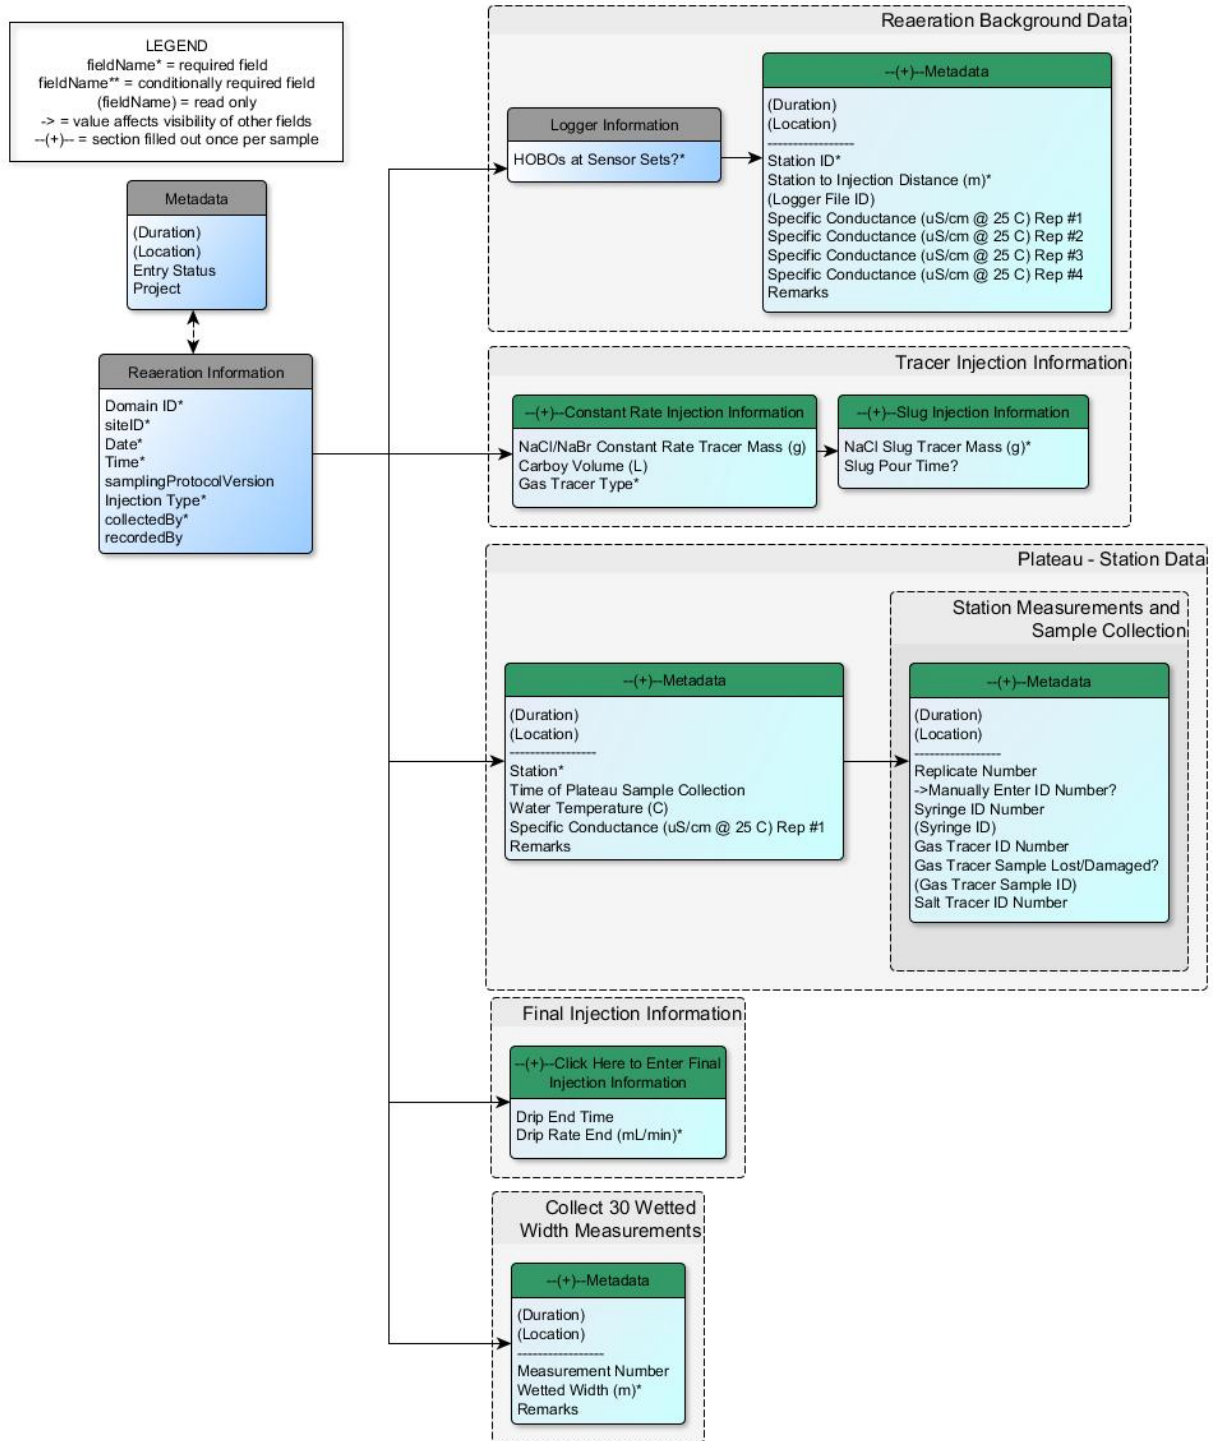 LEGEND
fieldName* = required field
fieldName** = conditionally required field
(fieldName) = read only
-> = value affects visibility of other fields
--(+)-- = section filled out once per sample
Metadata
(Duration)
(Location)
Entry Status
Project
Reaeration Information
Domain ID*
siteID*
Date*
Time*
samplingProtocolVersion
Injection Type*
collectedBy*
recordedBy
Reaeration Background Data
Logger Information
HOBOs at Sensor Sets?*
--(+)--Metadata
(Duration)
(Location)
-----------------
Station ID*
Station to Injection Distance (m)*
(Logger File ID)
Specific Conductance (uS/cm @ 25 C) Rep #1
Specific Conductance (uS/cm @ 25 C) Rep #2
Specific Conductance (uS/cm @ 25 C) Rep #3
Specific Conductance (uS/cm @ 25 C) Rep #4
Remarks
Tracer Injection Information
--(+)--Constant Rate Injection Information
NaCl/NaBr Constant Rate Tracer Mass (g)
Carboy Volume (L)
Gas Tracer Type*
--(+)--Slug Injection Information
NaCl Slug Tracer Mass (g)*
Slug Pour Time?
Plateau - Station Data
--(+)--Metadata
(Duration)
(Location)
-----------------
Station*
Time of Plateau Sample Collection
Water Temperature (C)
Specific Conductance (uS/cm @ 25 C) Rep #1
Remarks
Station Measurements and
Sample Collection
--(+)--Metadata
(Duration)
(Location)
-----------------
Replicate Number
->Manually Enter ID Number?
Syringe ID Number
(Syringe ID)
Gas Tracer ID Number
Gas Tracer Sample Lost/Damaged?
(Gas Tracer Sample ID)
Salt Tracer ID Number
Final Injection Information
--(+)--Click Here to Enter Final
Injection Information
Drip End Time
Drip Rate End (mL/min)*
Collect 30 Wetted
Width Measurements
--(+)--Metadata
(Duration)
(Location)
-----------------
Measurement Number
Wetted Width (m)*
Remarks